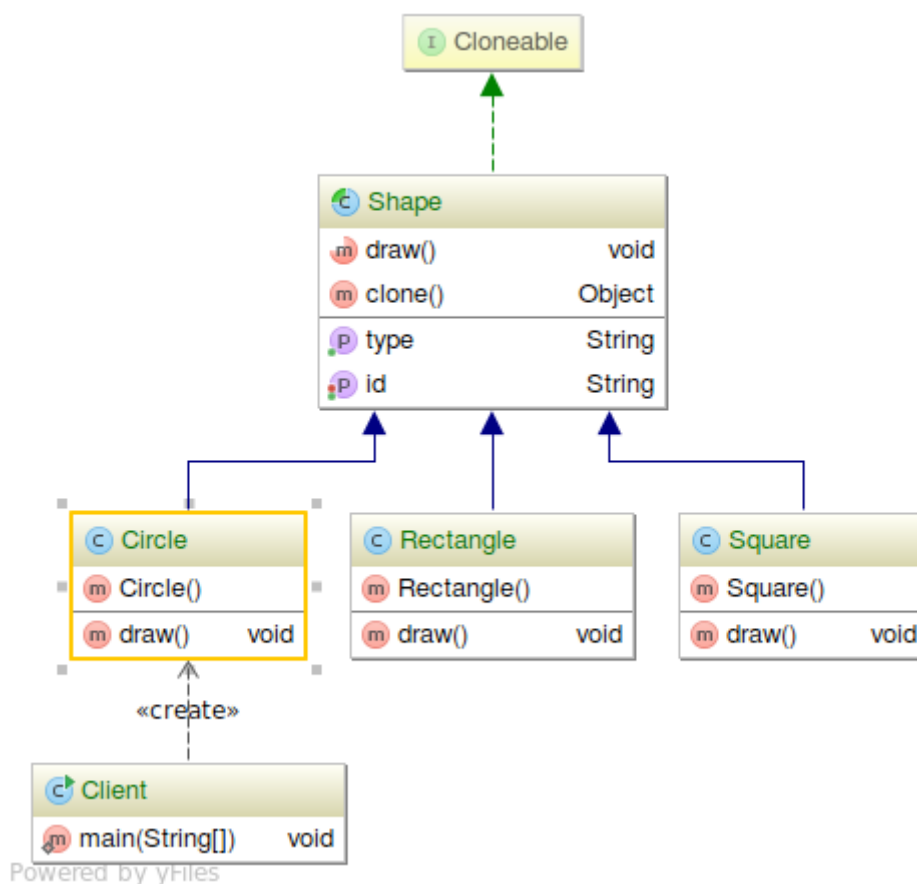 I Cloneable
C Shape
m draw() void
m clone() Object
P type String
P id String
C Circle
m Circle()
m draw() void
C Rectangle
m Rectangle()
m draw() void
C Square
m Square()
m draw() void
«create»
C Client
m main(String[]) void
Powered by yFiles